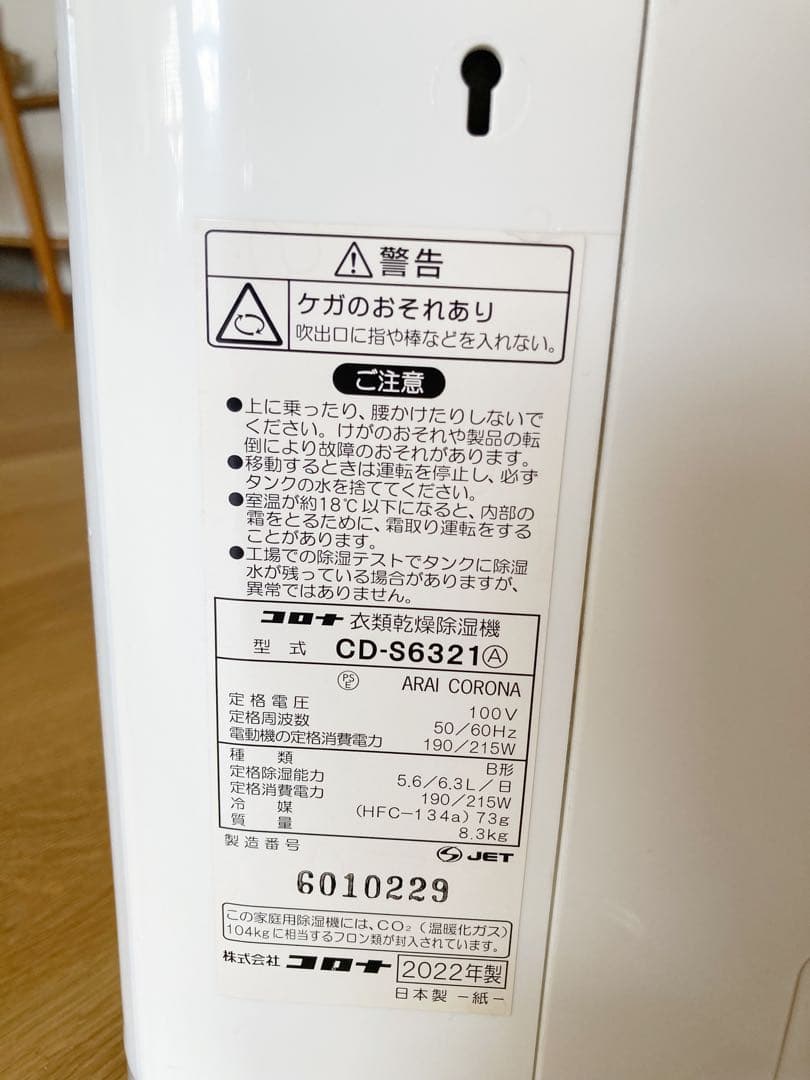 ⚠警告
ケガのおそれあり
吹出口に指や棒などを入れない。
ご注意
●上に乗ったり、腰かけたりしないで
ください。けがのおそれや製品の転
倒により故障のおそれがあります。
●移動するときは運転を停止し、必ず
タンクの水を捨ててください。
●室温が約18℃以下になると、内部の
霜をとるために、霜取り運転をする
ことがあります。
●工場での除湿テストでタンクに除湿
水が残っている場合がありますが、
異常ではありません。
コロナ 衣類乾燥除湿機
型式 CD-S6321Ⓐ
PSE ARAI CORONA
定格電圧 100V
定格周波数 50/60Hz
電動機の定格消費電力 190/215W
種類 B形
定格除湿能力 5.6/6.3L/日
定格消費電力 190/215W
冷媒 (HFC-134a) 73g
質量 8.3kg
製造番号 JET
6010229
この家庭用除湿機には、CO₂(温暖化ガス)
104kgに相当するフロン類が封入されています。
株式会社 コロナ 2022年製
日本製 -紙-